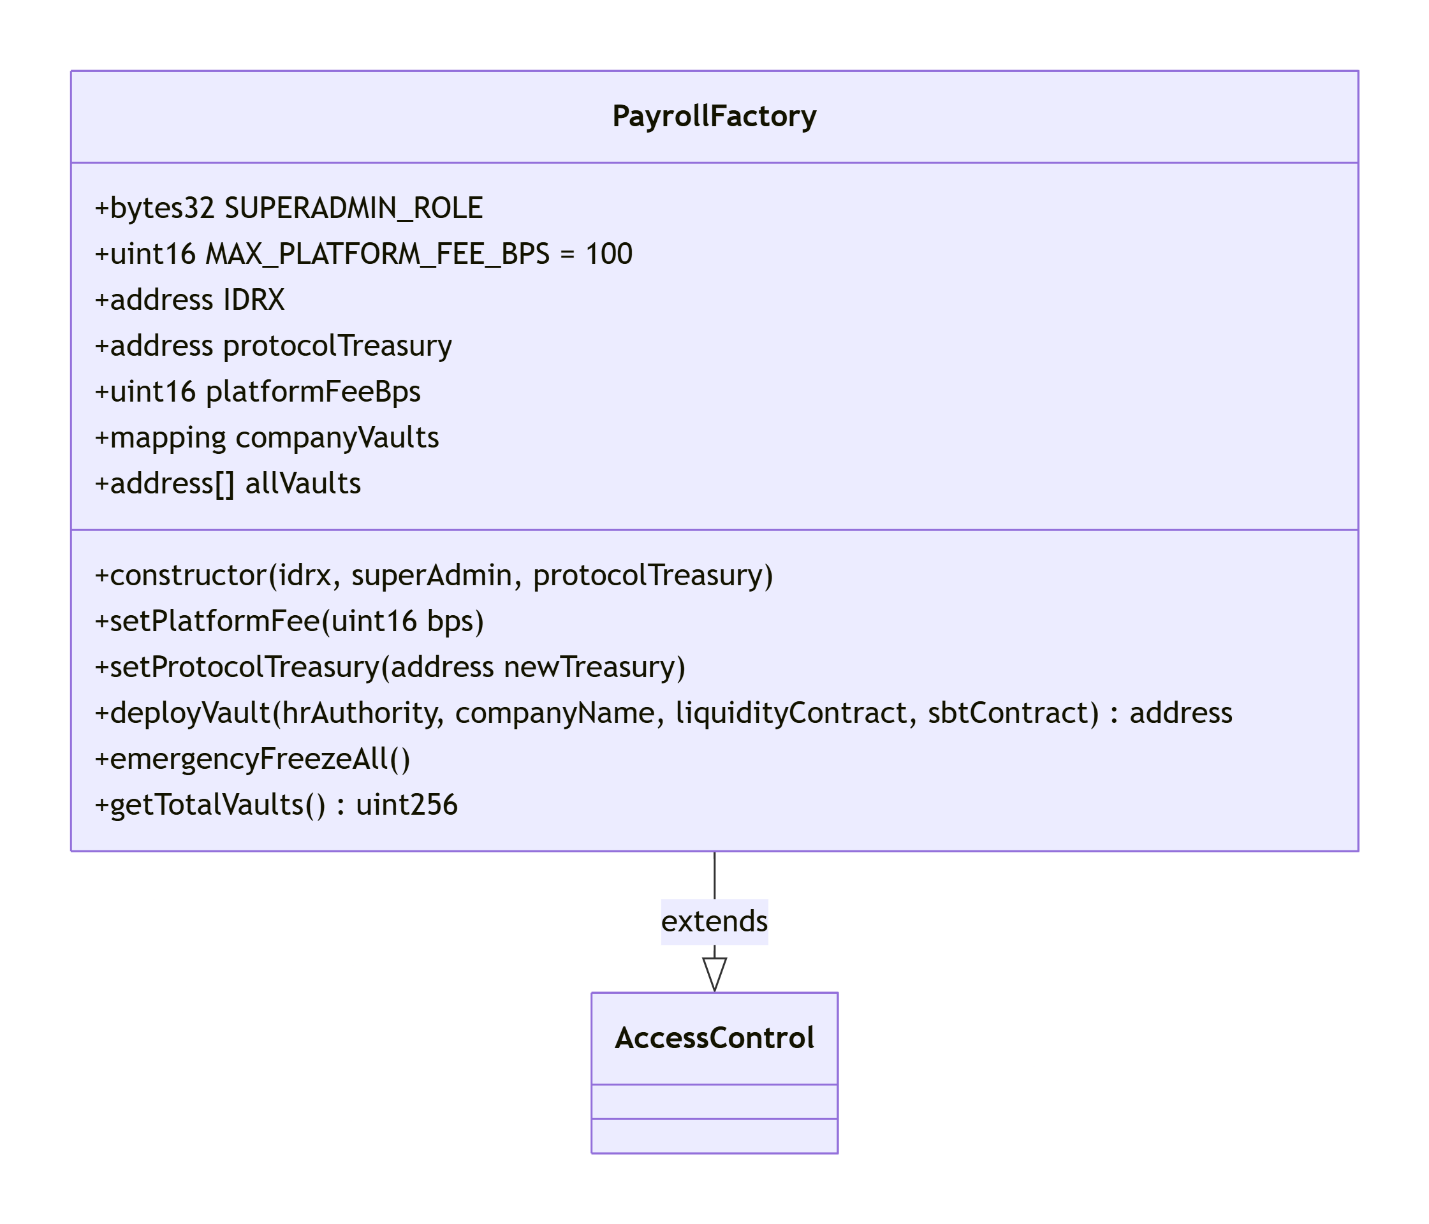 PayrollFactory
+bytes32 SUPERADMIN_ROLE
+uint16 MAX_PLATFORM_FEE_BPS = 100
+address IDRX
+address protocolTreasury
+uint16 platformFeeBps
+mapping companyVaults
+address[] allVaults
+constructor(idrx, superAdmin, protocolTreasury)
+setPlatformFee(uint16 bps)
+setProtocolTreasury(address newTreasury)
+deployVault(hrAuthority, companyName, liquidityContract, sbtContract) : address
+emergencyFreezeAll()
+getTotalVaults() : uint256
extends
AccessControl